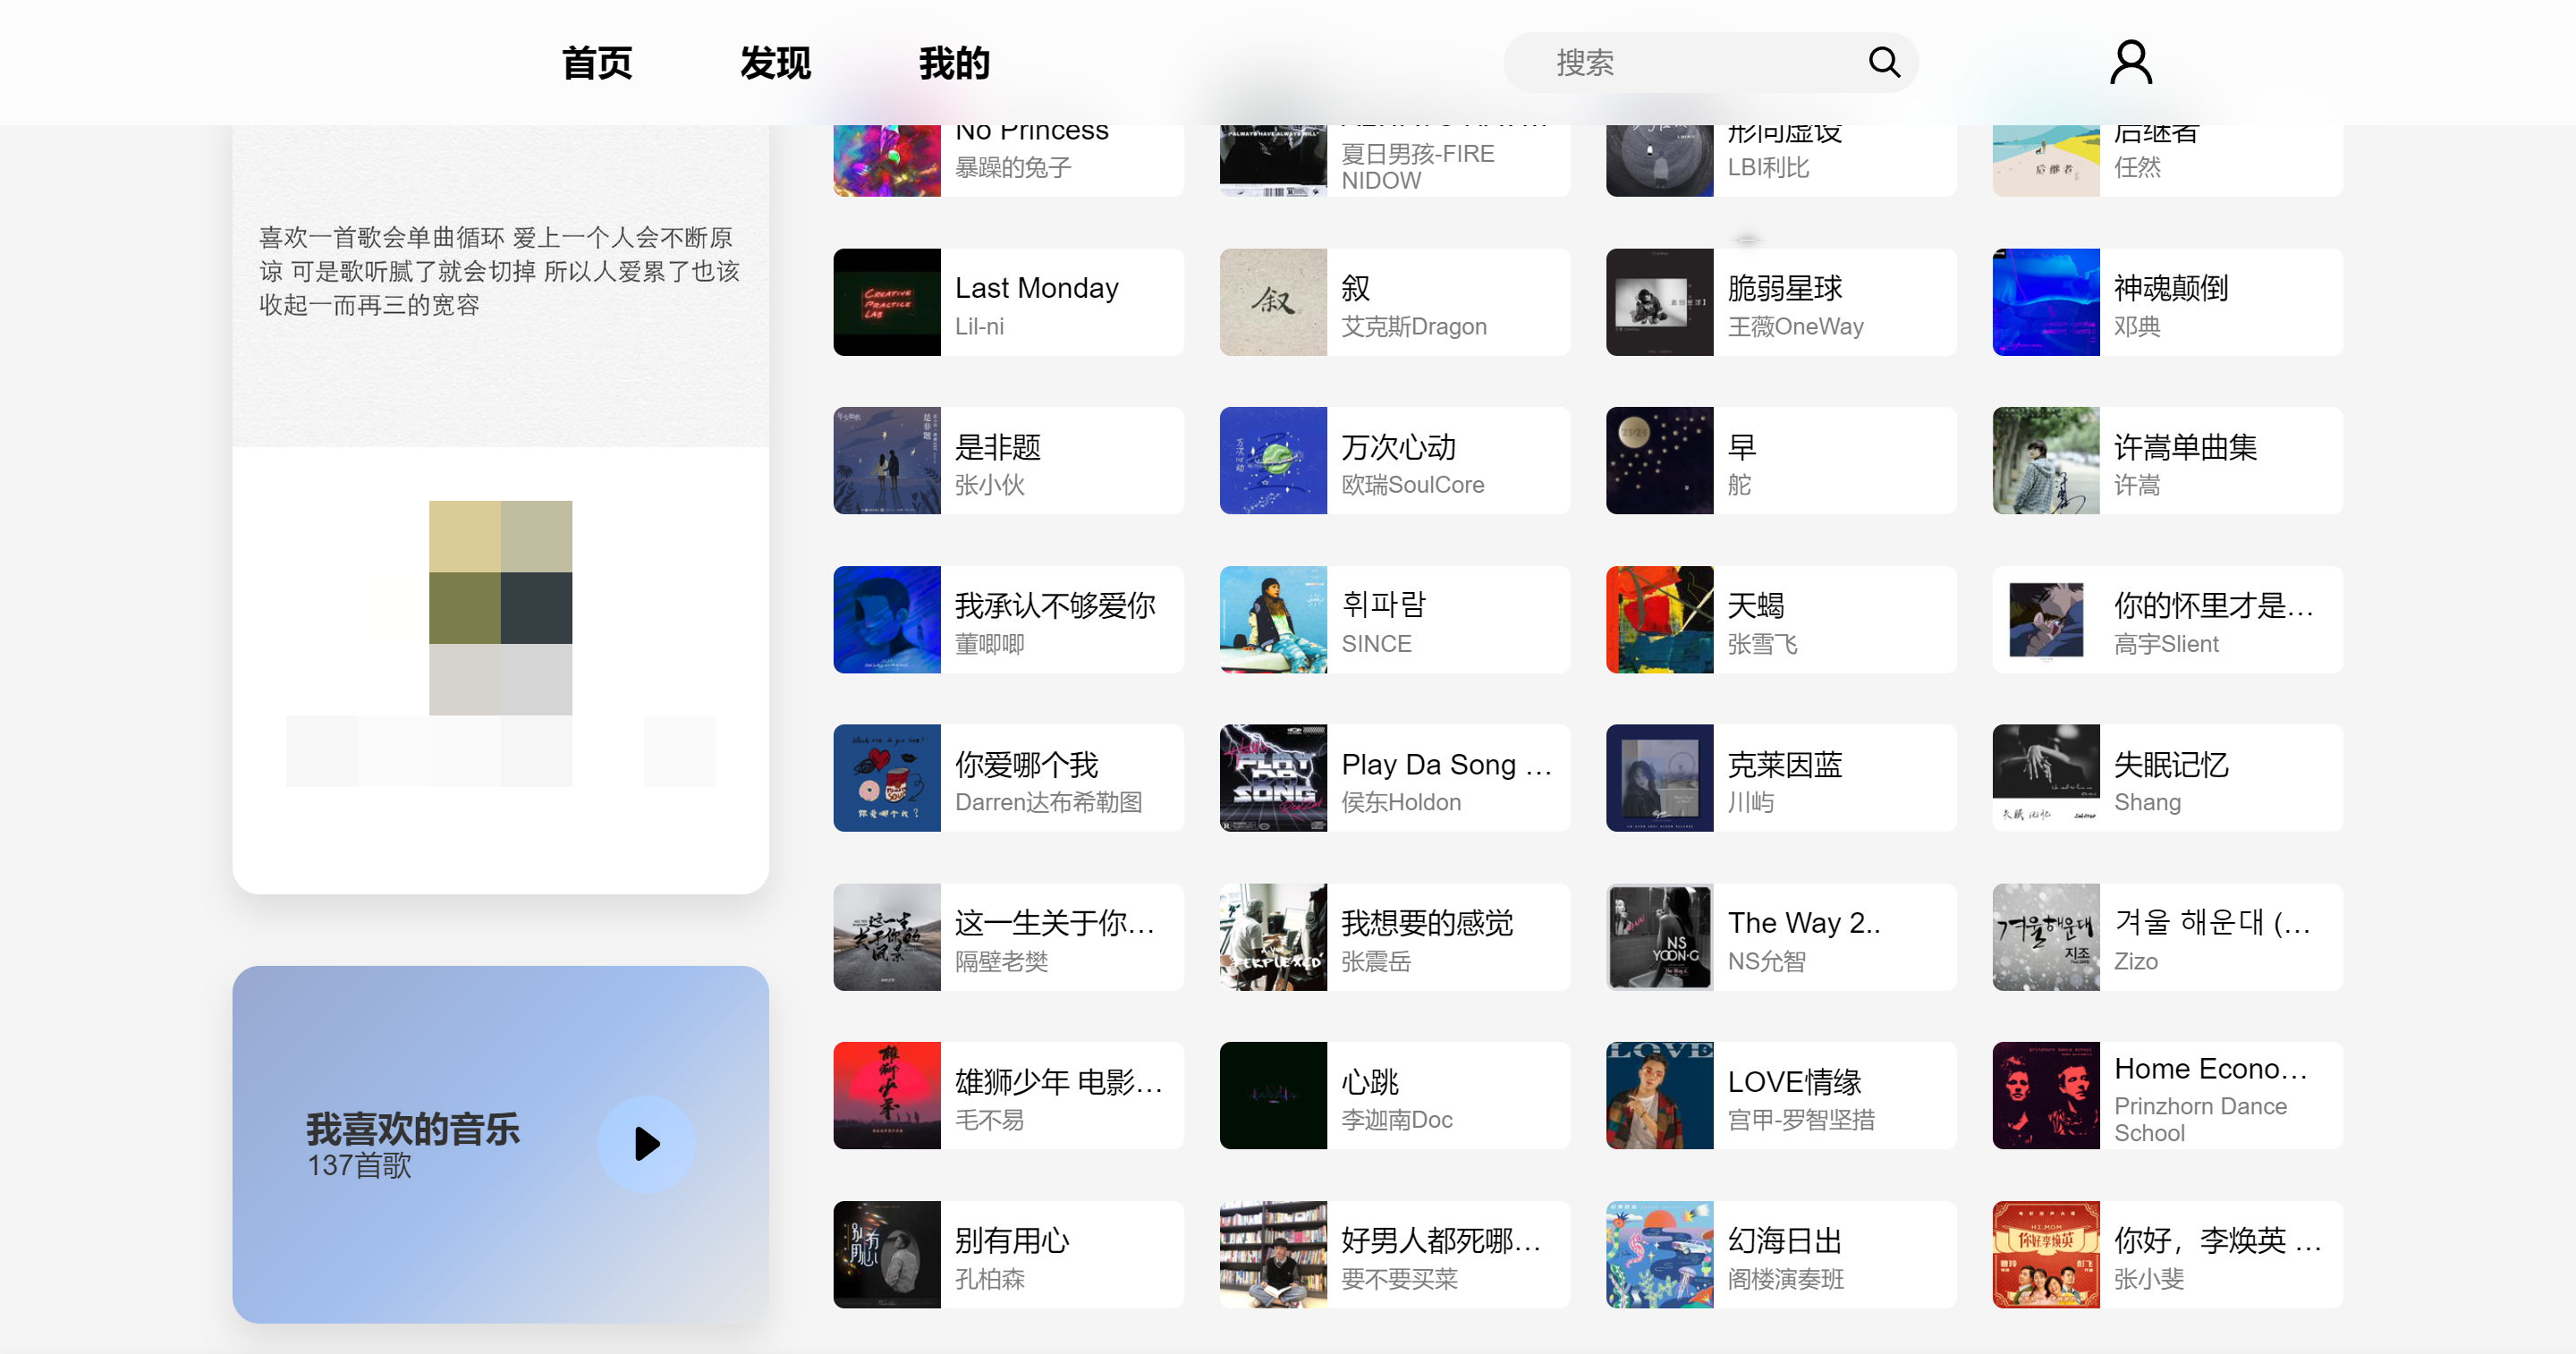 首页 发现 我的 搜索
No Princess
暴躁的兔子
夏日男孩-FIRE
NIDOW
形同虚设
LBI利比
后继者
任然
喜欢一首歌会单曲循环 爱上一个人会不断原
谅 可是歌听腻了就会切掉 所以人爱累了也该
收起一而再三的宽容
Last Monday
Lil-ni
叙
艾克斯Dragon
脆弱星球
王薇OneWay
神魂颠倒
邓典
是非题
张小伙
万次心动
欧瑞SoulCore
早
舵
许嵩单曲集
许嵩
我承认不够爱你
董唧唧
휘파람
SINCE
天蝎
张雪飞
你的怀里才是…
高宇Slient
你爱哪个我
Darren达布希勒图
Play Da Song …
侯东Holdon
克莱因蓝
川屿
失眠记忆
Shang
这一生关于你…
隔壁老樊
我想要的感觉
张震岳
The Way 2..
NS允智
겨울 해운대 (…
Zizo
我喜欢的音乐
137首歌
雄狮少年 电影…
毛不易
心跳
李迦南Doc
LOVE情缘
宫甲-罗智坚措
Home Econo…
Prinzhorn Dance
School
别有用心
孔柏森
好男人都死哪…
要不要买菜
幻海日出
阁楼演奏班
你好，李焕英 …
张小斐